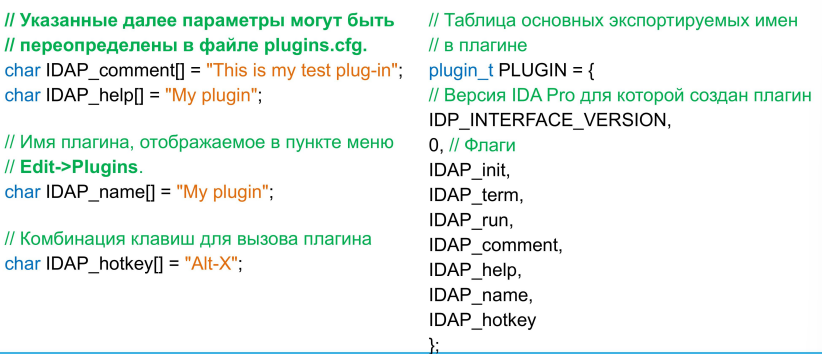 // Указанные далее параметры могут быть
// переопределены в файле plugins.cfg.
char IDAP_comment[] = "This is my test plug-in";
char IDAP_help[] = "My plugin";
// Имя плагина, отображаемое в пункте меню
// Edit->Plugins.
char IDAP_name[] = "My plugin";
// Комбинация клавиш для вызова плагина
char IDAP_hotkey[] = "Alt-X";
// Таблица основных экспортируемых имен
// в плагине
plugin_t PLUGIN = {
// Версия IDA Pro для которой создан плагин
IDP_INTERFACE_VERSION,
0, // Флаги
IDAP_init,
IDAP_term,
IDAP_run,
IDAP_comment,
IDAP_help,
IDAP_name,
IDAP_hotkey
};